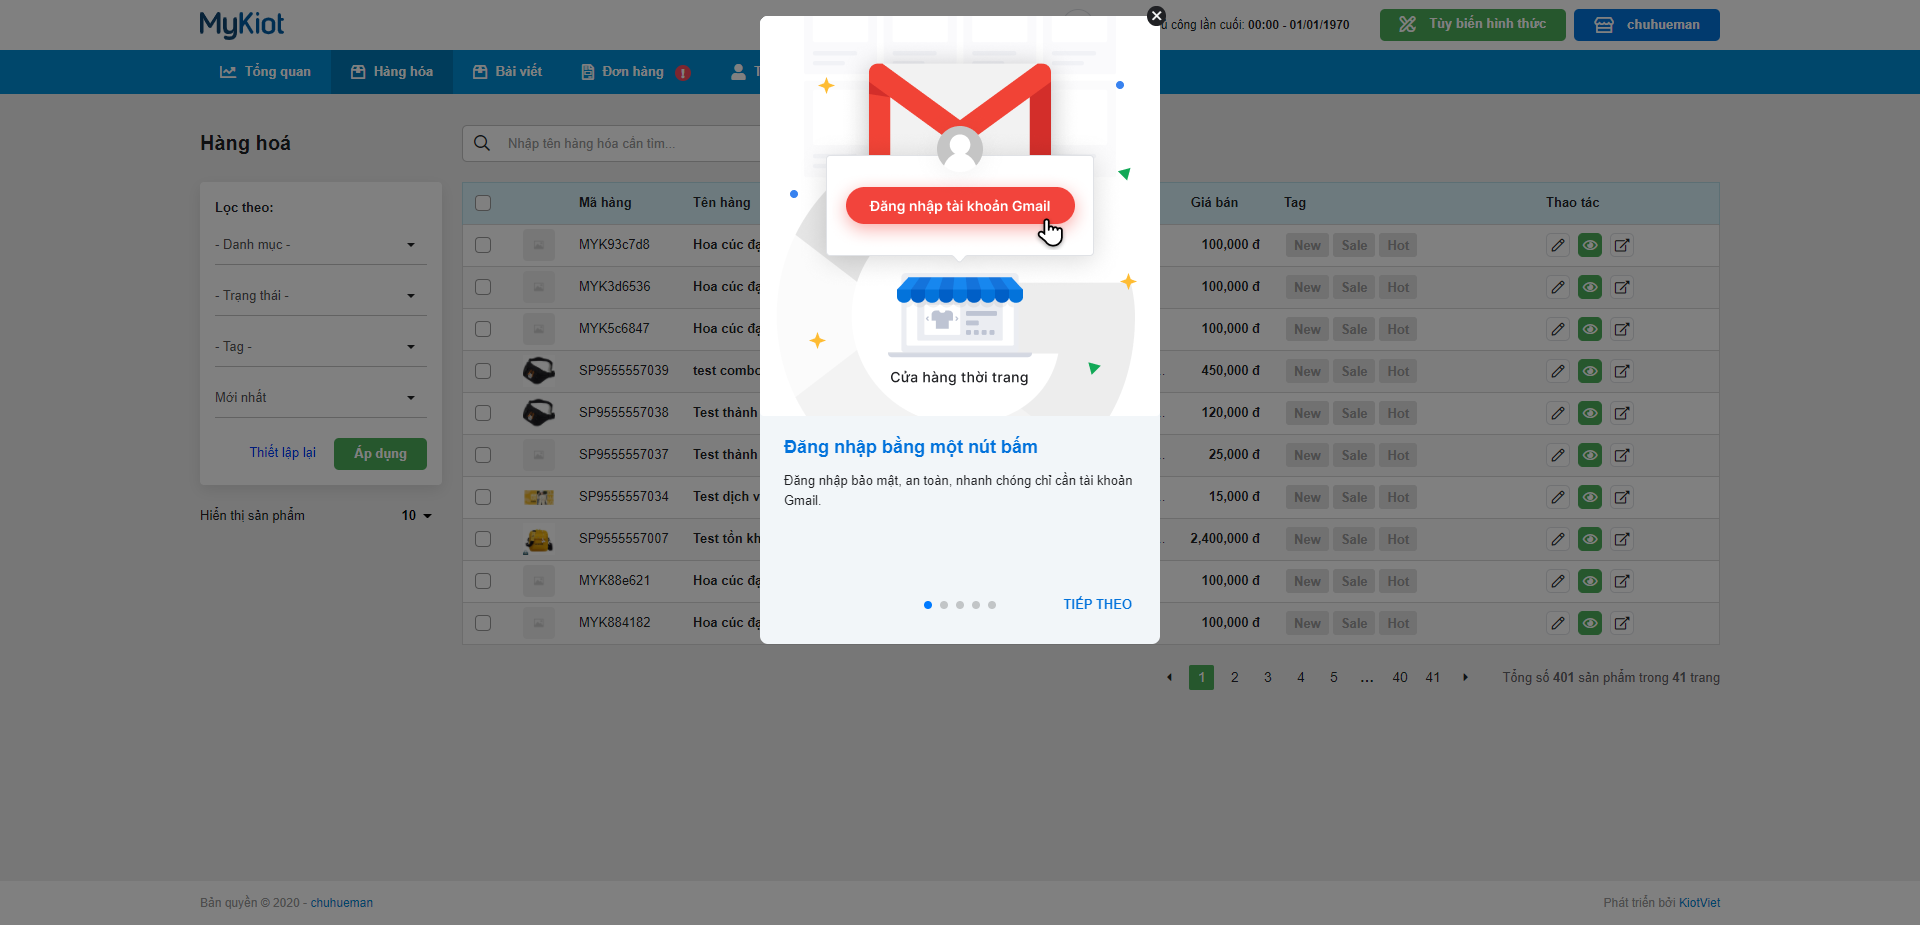 MyKiot
công lần cuối: 00:00 - 01/01/1970
Tùy biến hình thức
chuhueman
Tổng quan
Hàng hóa
Bài viết
Đơn hàng
Hàng hoá
Nhập tên hàng hóa cần tìm...
Lọc theo:
- Danh mục -
- Trạng thái -
- Tag -
Mới nhất
Thiết lập lại
Áp dụng
Hiển thị sản phẩm 10
Mã hàng Tên hàng Giá bán Tag Thao tác
MYK93c7d8 Hoa cúc 100,000 đ New Sale Hot
MYK3d6536 Hoa cúc 100,000 đ New Sale Hot
MYK5c6847 Hoa cúc 100,000 đ New Sale Hot
SP9555557039 test combo 450,000 đ New Sale Hot
SP9555557038 Test thành 120,000 đ New Sale Hot
SP9555557037 Test thành 25,000 đ New Sale Hot
SP9555557034 Test dịch 15,000 đ New Sale Hot
SP9555557007 Test tồn 2,400,000 đ New Sale Hot
MYK88e621 Hoa cúc 100,000 đ New Sale Hot
MYK884182 Hoa cúc 100,000 đ New Sale Hot
1 2 3 4 5 ... 40 41
Tổng số 401 sản phẩm trong 41 trang
Đăng nhập tài khoản Gmail
Cửa hàng thời trang
Đăng nhập bằng một nút bấm
Đăng nhập bảo mật, an toàn, nhanh chóng chỉ cần tài khoản
Gmail.
TIẾP THEO
Bản quyền © 2020 - chuhueman
Phát triển bởi KiotViet